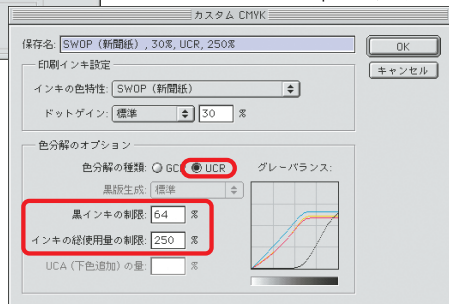 カスタム CMYK
保存名: SWOP（新聞紙）, 30%, UCR, 250%
OK
キャンセル
印刷インキ設定
インキの色特性: SWOP（新聞紙）
ドットゲイン: 標準 30 %
色分解のオプション
色分解の種類: GC UCR グレーバランス:
黒版生成: 標準
黒インキの制限: 64 %
インキの総使用量の制限: 250 %
UCA（下色追加）の量: %